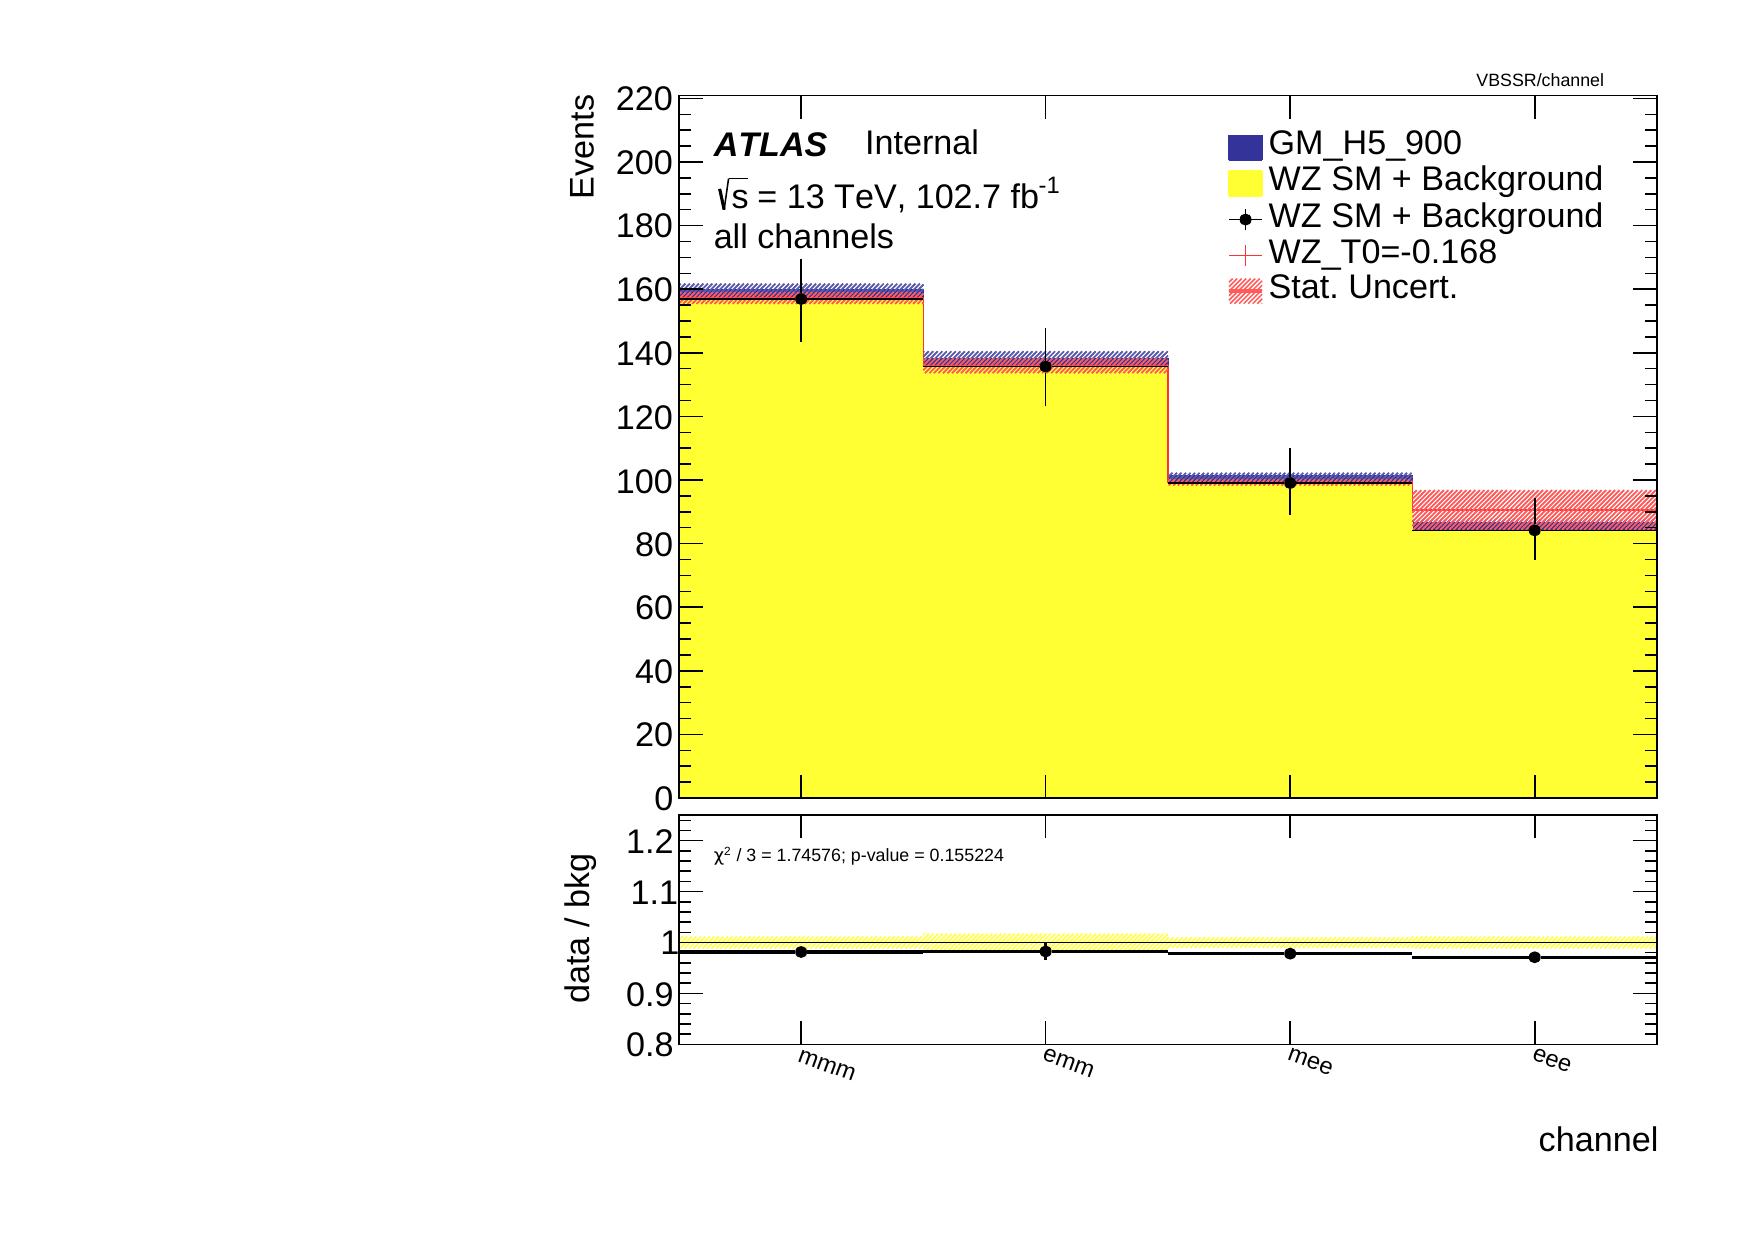 VBSSR/channel
Events
220
200
180
160
140
120
100
80
60
40
20
0
ATLAS Internal
√s = 13 TeV, 102.7 fb-1
all channels
GM_H5_900
WZ SM + Background
WZ SM + Background
WZ_T0=-0.168
Stat. Uncert.
data / bkg
1.2
1.1
1
0.9
0.8
χ2 / 3 = 1.74576; p-value = 0.155224
mmm
emm
mee
eee
channel